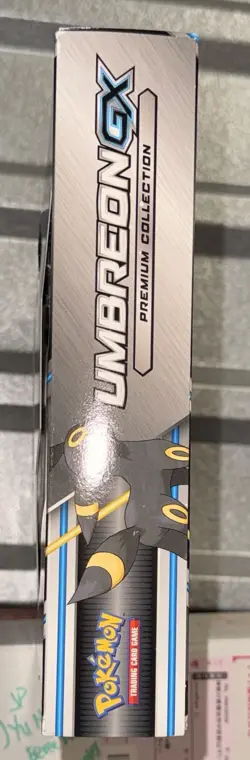 UMBREON GX
PREMIUM COLLECTION
POKéMON
TRADING CARD GAME